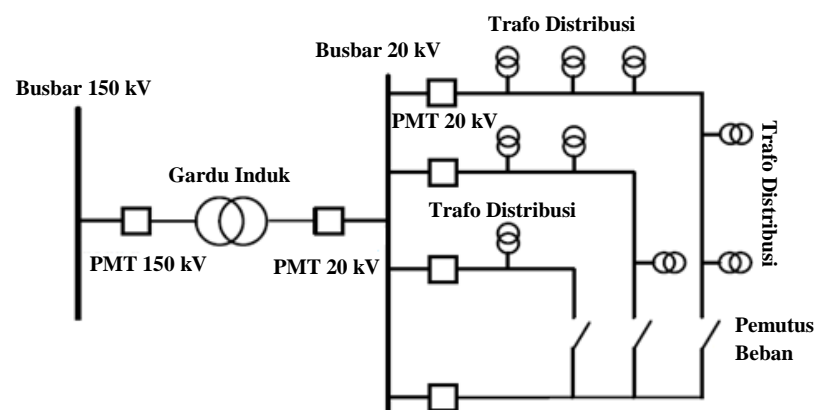 Trafo Distribusi
Busbar 20 kV
Busbar 150 kV
PMT 20 kV
Trafo Distribusi
Gardu Induk
Trafo Distribusi
PMT 150 kV
PMT 20 kV
Pemutus
Beban